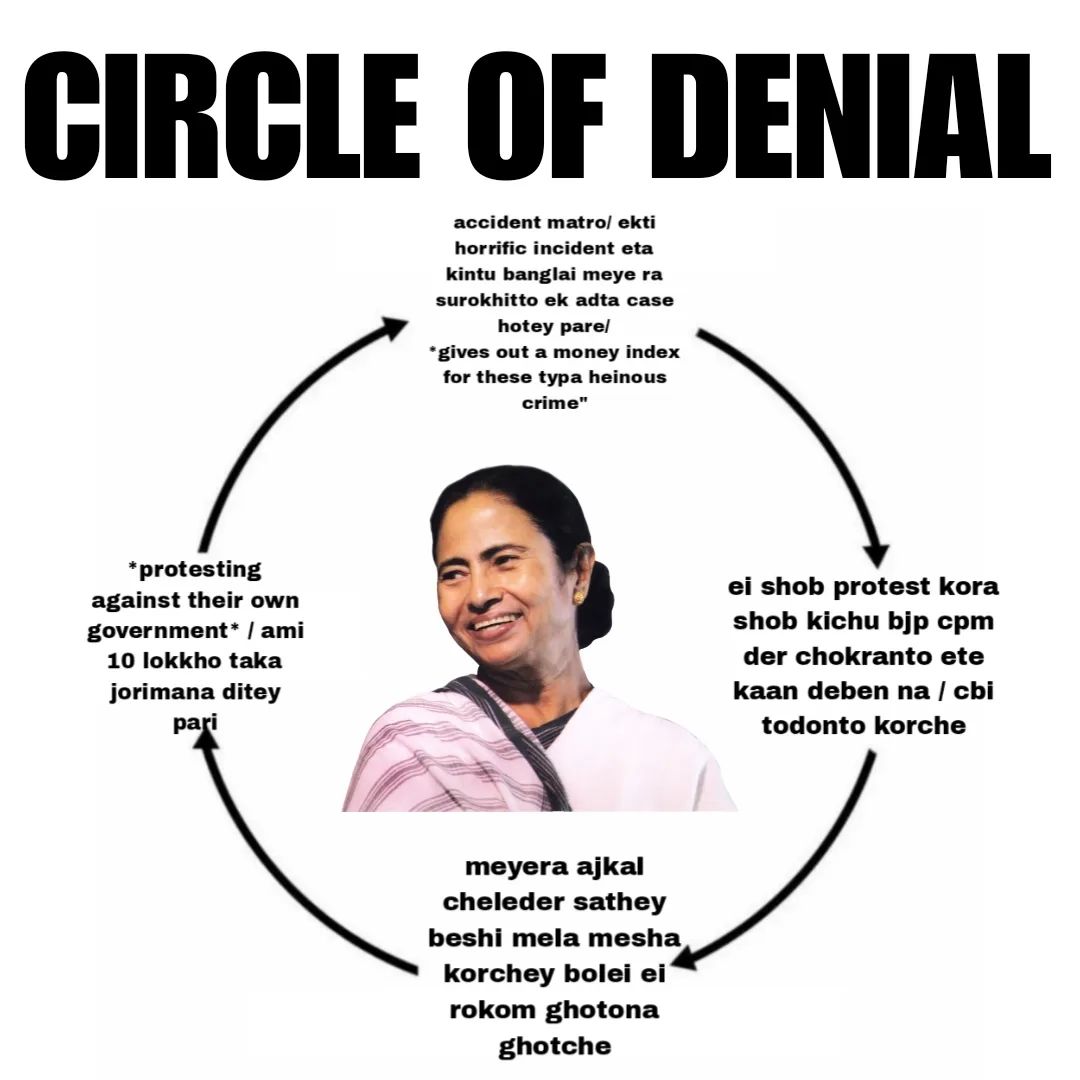 CIRCLE OF DENIAL
accident matro/ ekti
horrific incident eta
kintu banglai meye ra
surokhitto ek adta case
hotey pare/
*gives out a money index
for these typa heinous
crime"
ei shob protest kora
shob kichu bjp cpm
der chokranto ete
kaan deben na / cbi
todonto korche
meyera ajkal
cheleder sathey
beshi mela mesha
korchey bolei ei
rokom ghotona
ghotche
*protesting
against their own
government* / ami
10 lokkho taka
jorimana ditey
pari